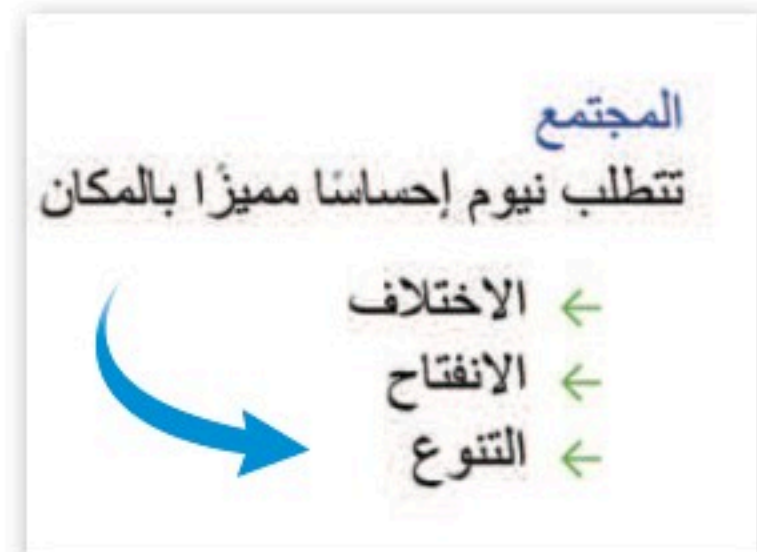 المجتمع
تتطلب نيوم إحساسًا مميزًا بالمكان
← الاختلاف
← الانفتاح
← التنوع